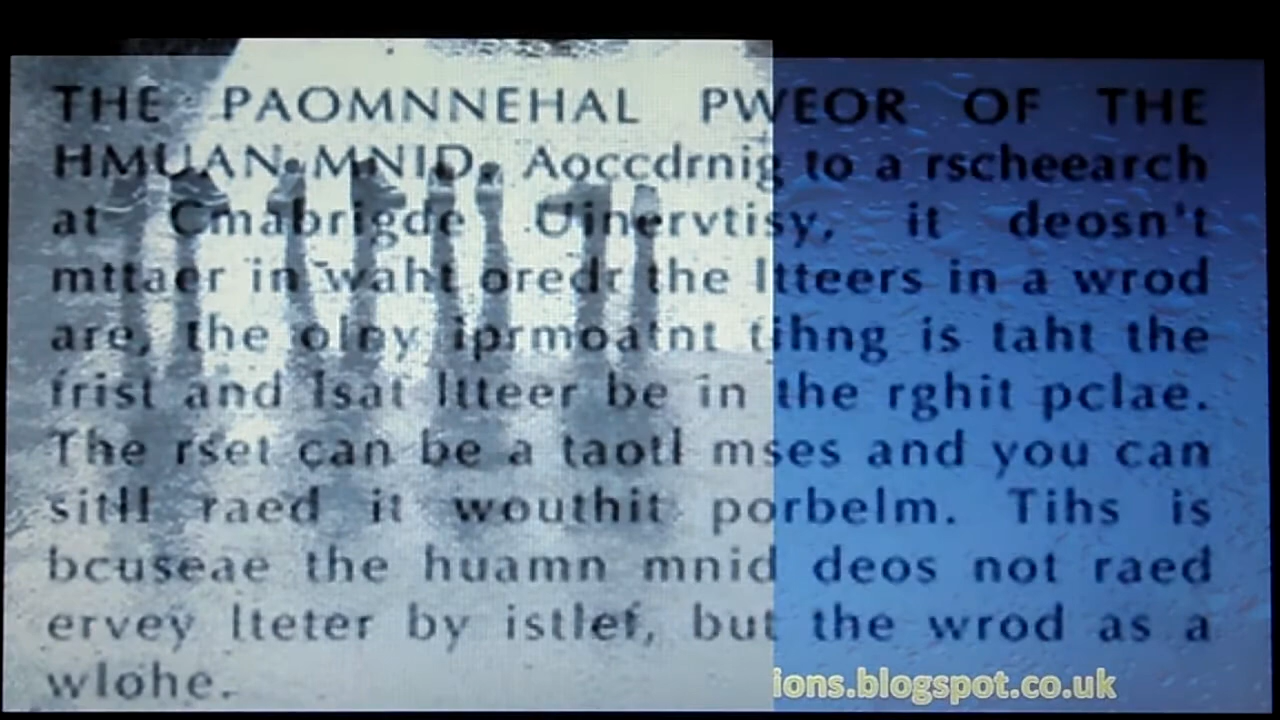 THE PAOMNNEHAL PWEOR OF THE
HMUAN MNID. Aoccdrnig to a rscheearch
at Cmabrigde Uinervtisy, it deosn't
mttaer in waht oredr the ltteers in a wrod
are, the olny iprmoatnt tihng is taht the
frist and lsat ltteer be in the rghit pclae.
The rset can be a taotl mses and you can
sitll raed it wouthit porbelm. Tihs is
bcuseae the huamn mnid deos not raed
ervey lteter by istlef, but the wrod as a
wlohe.
ions.blogspot.co.uk